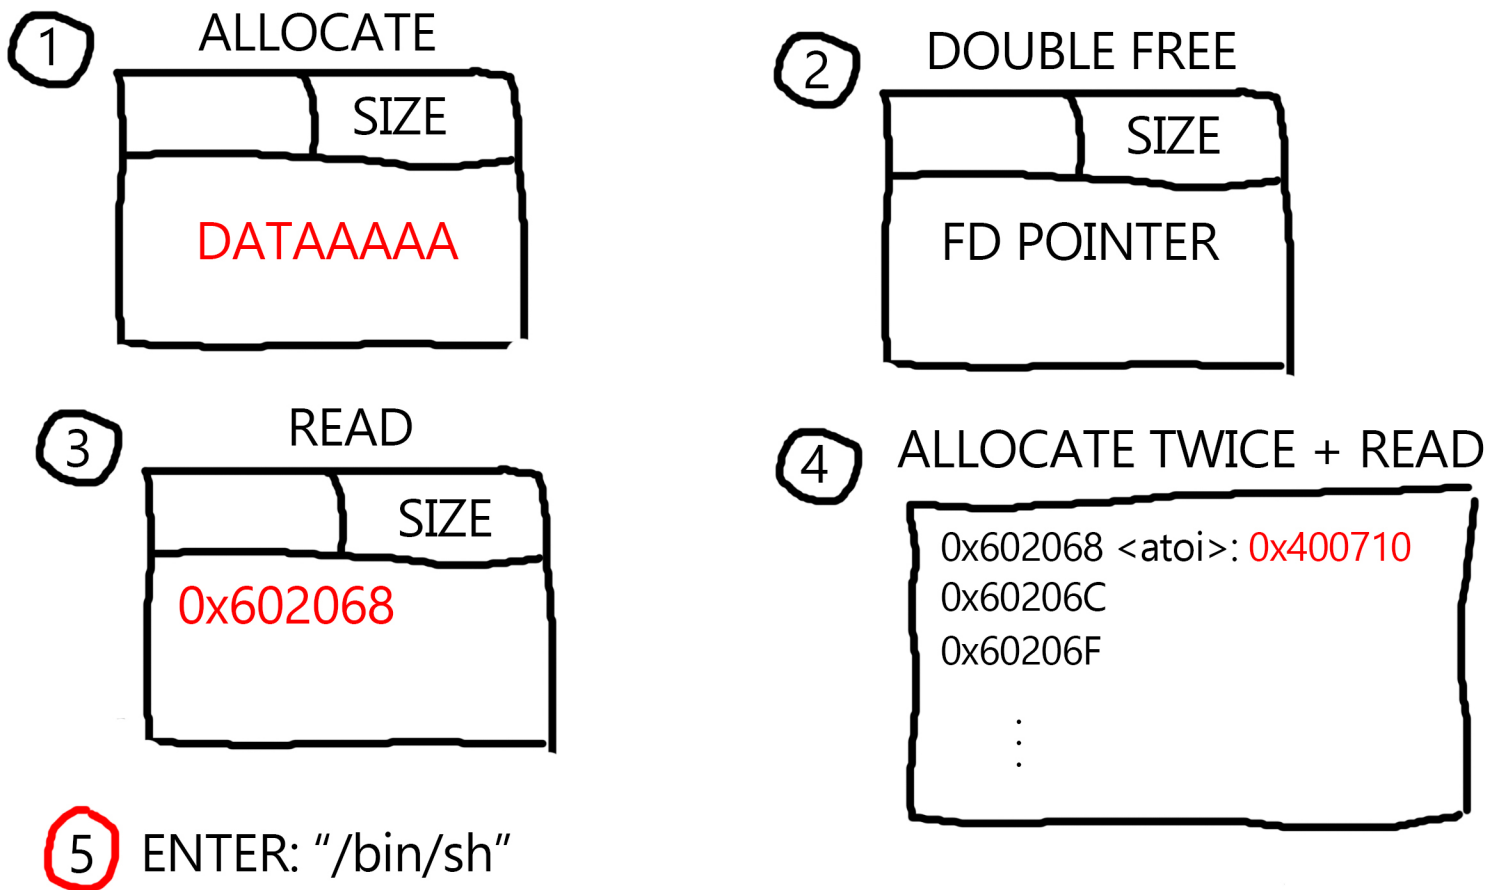 1 ALLOCATE
SIZE
DATAAAAA
2 DOUBLE FREE
SIZE
FD POINTER
3 READ
SIZE
0x602068
4 ALLOCATE TWICE + READ
0x602068 <atoi>: 0x400710
0x60206C
0x60206F
.
.
.
5 ENTER: “/bin/sh”